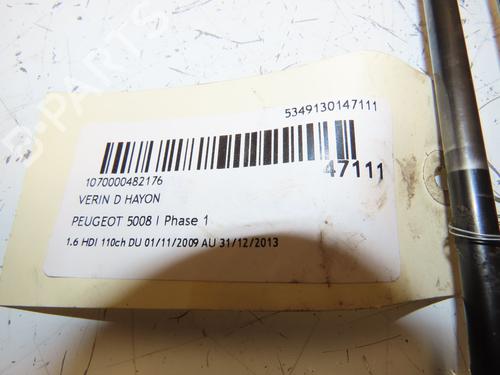 B-PARTS
5349130147111
47111
1070000482176
VERIN D HAYON
PEUGEOT 5008 I Phase 1
1.6 HDI 110ch DU 01/11/2009 AU 31/12/2013